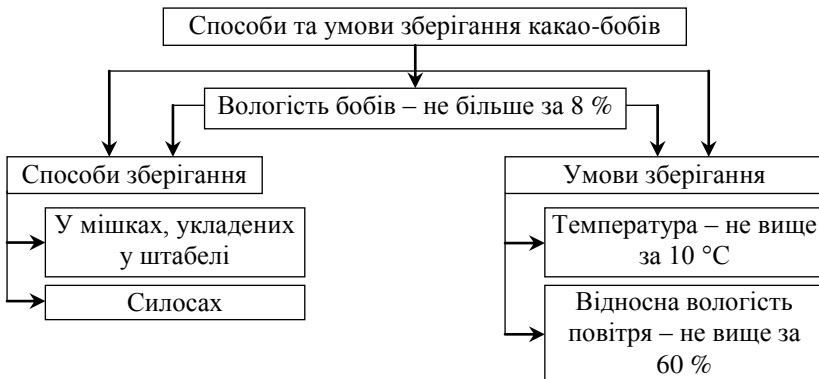 Способи та умови зберігання какао-бобів
Вологість бобів – не більше за 8 %
Способи зберігання
У мішках, укладених
у штабелі
Силосах
Умови зберігання
Температура – не вище
за 10 °С
Відносна вологість
повітря – не вище за
60 %